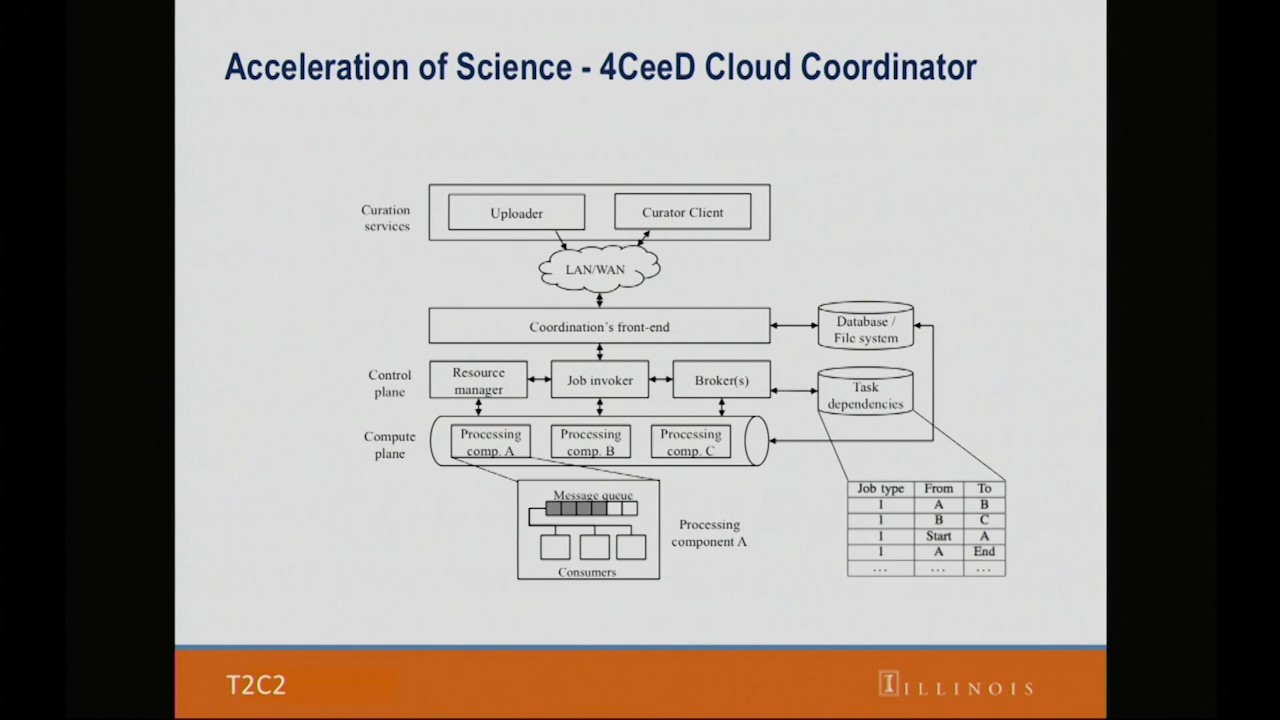 Acceleration of Science - 4CeeD Cloud Coordinator
Curation
services
Uploader
Curator Client
LAN/WAN
Coordination's front-end
Database /
File system
Control
plane
Resource
manager
Job invoker
Broker(s)
Task
dependencies
Compute
plane
Processing
comp. A
Processing
comp. B
Processing
comp. C
Message queue
Consumers
Processing
component A
Job type From To
1 A B
1 B C
1 Start A
1 A End
... ... ...
T2C2
I ILLINOIS